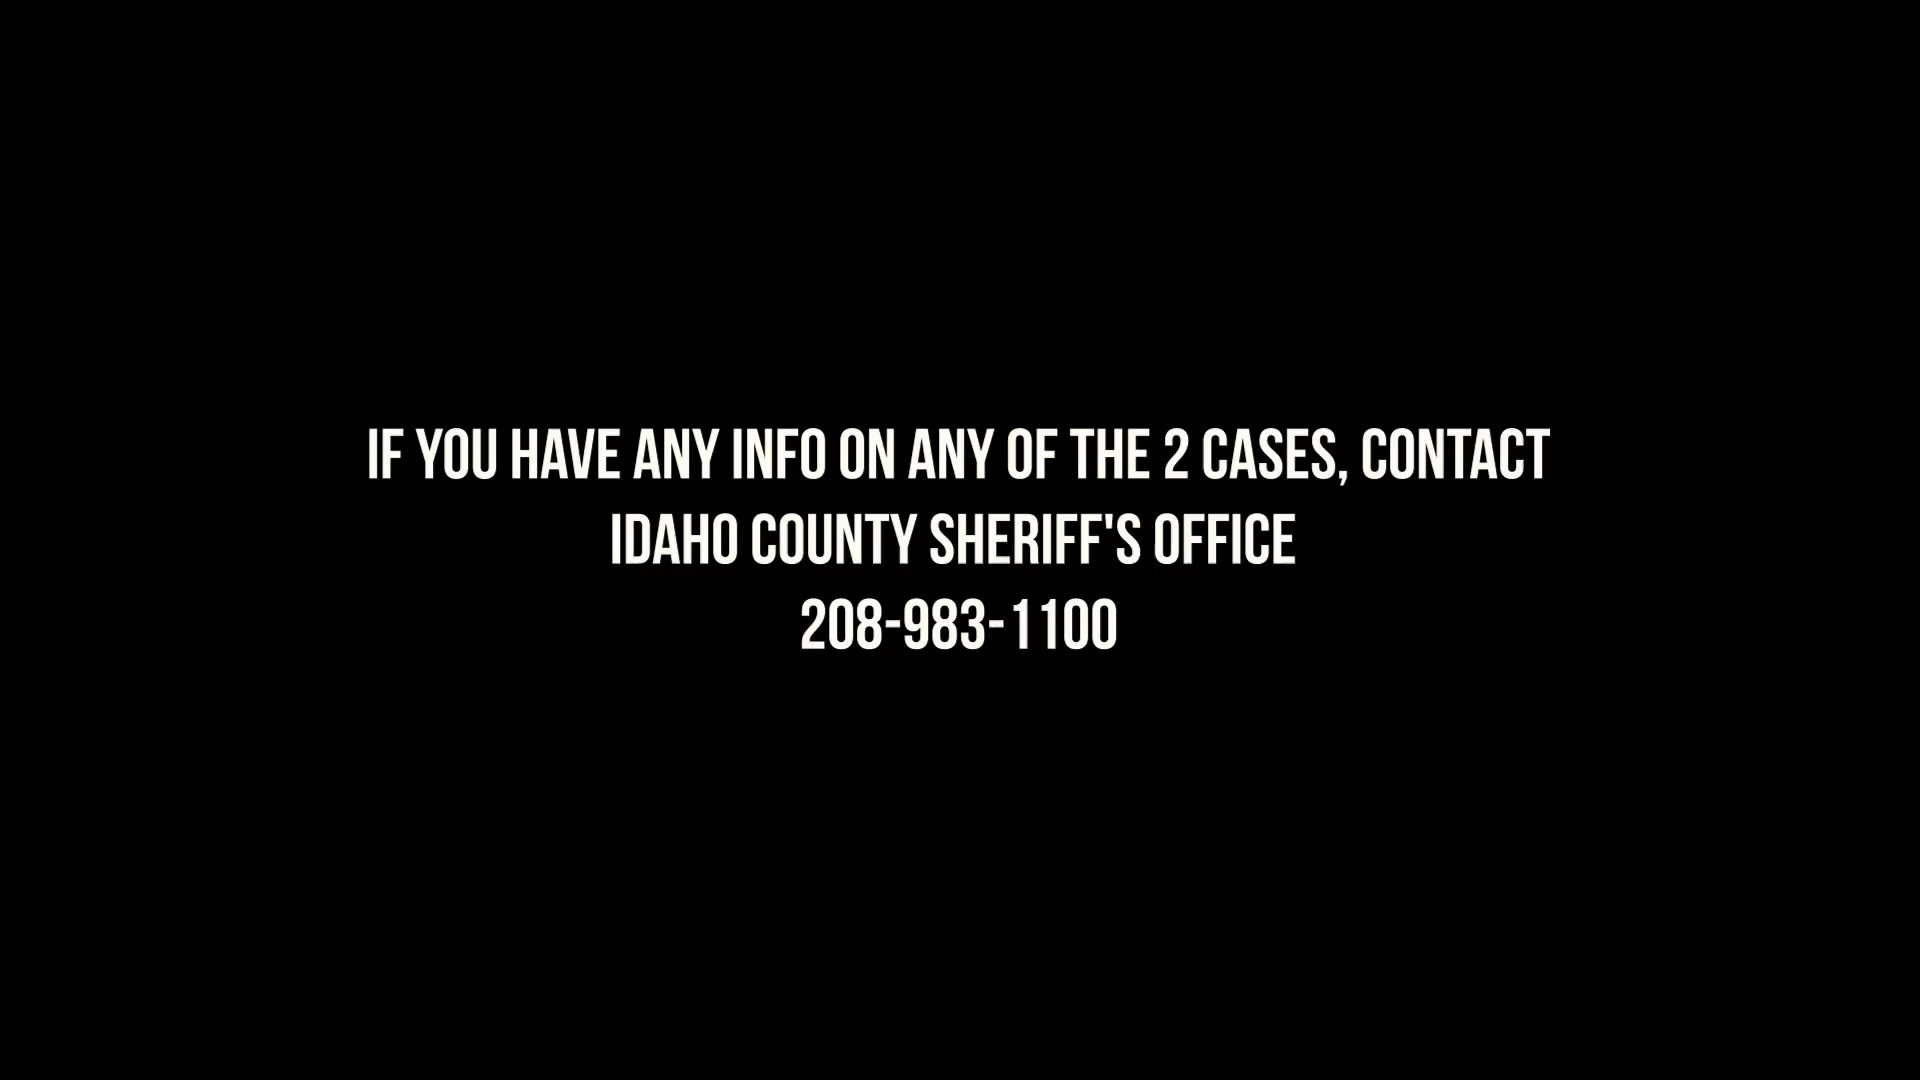 IF YOU HAVE ANY INFO ON ANY OF THE 2 CASES, CONTACT
IDAHO COUNTY SHERIFF'S OFFICE
208-983-1100